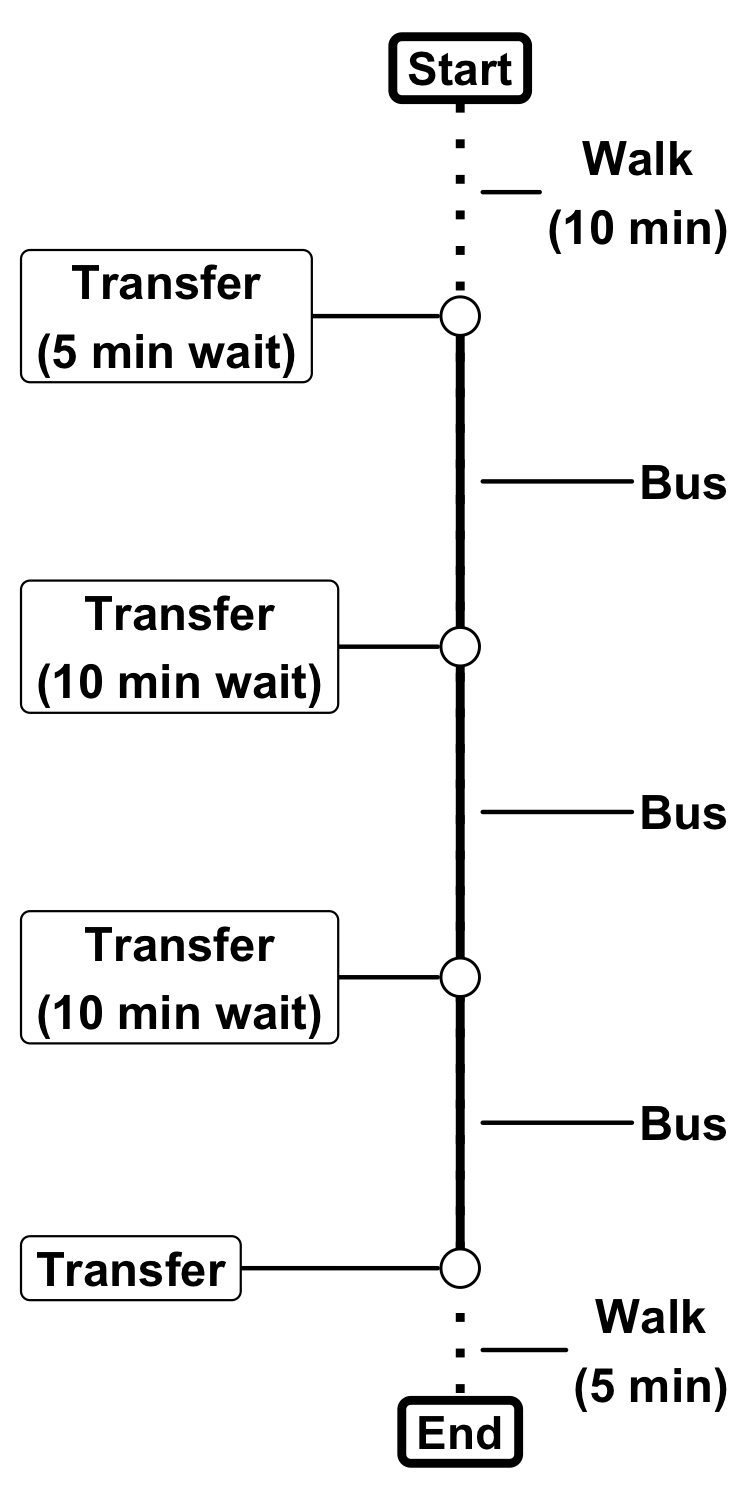 Start
Walk
(10 min)
Transfer
(5 min wait)
Bus
Transfer
(10 min wait)
Bus
Transfer
(10 min wait)
Bus
Transfer
Walk
(5 min)
End